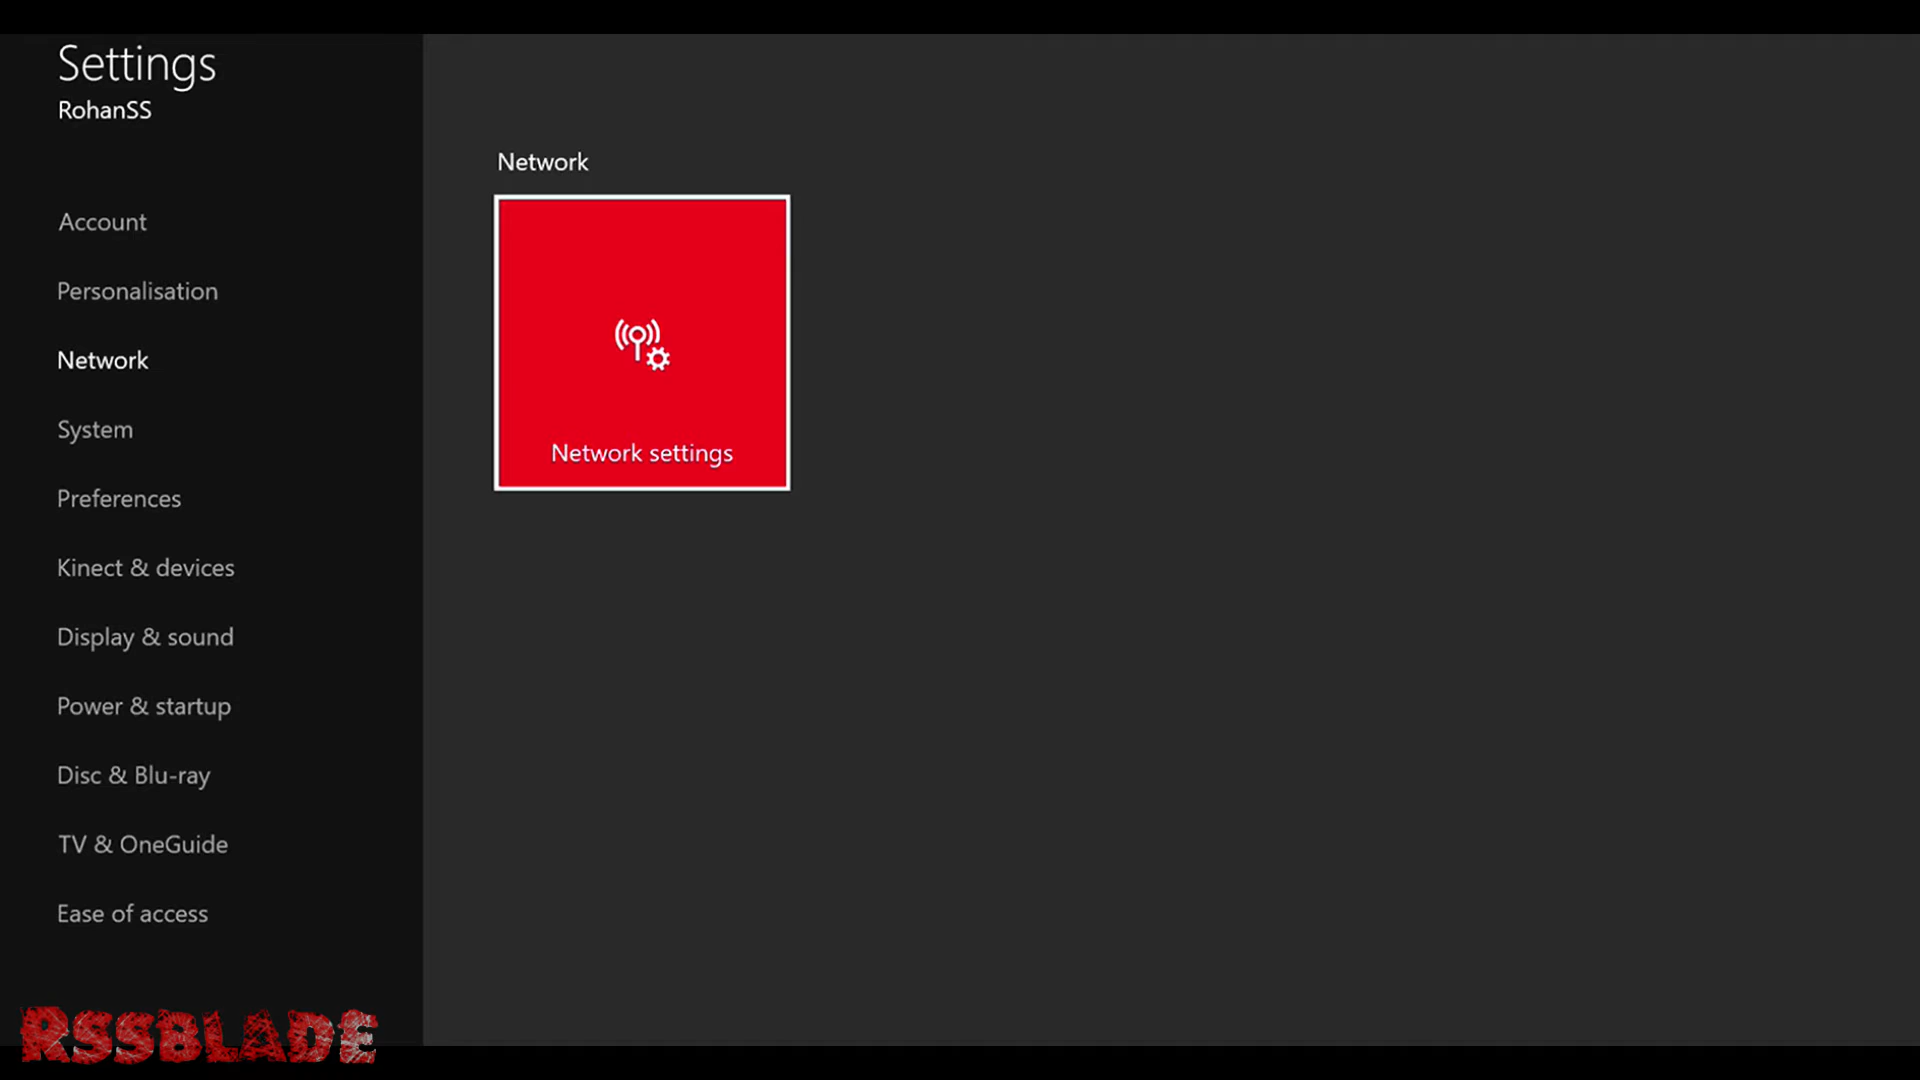 Settings
RohanSS
Account
Personalisation
Network
System
Preferences
Kinect & devices
Display & sound
Power & startup
Disc & Blu-ray
TV & OneGuide
Ease of access
Network
Network settings
RSSBLADE